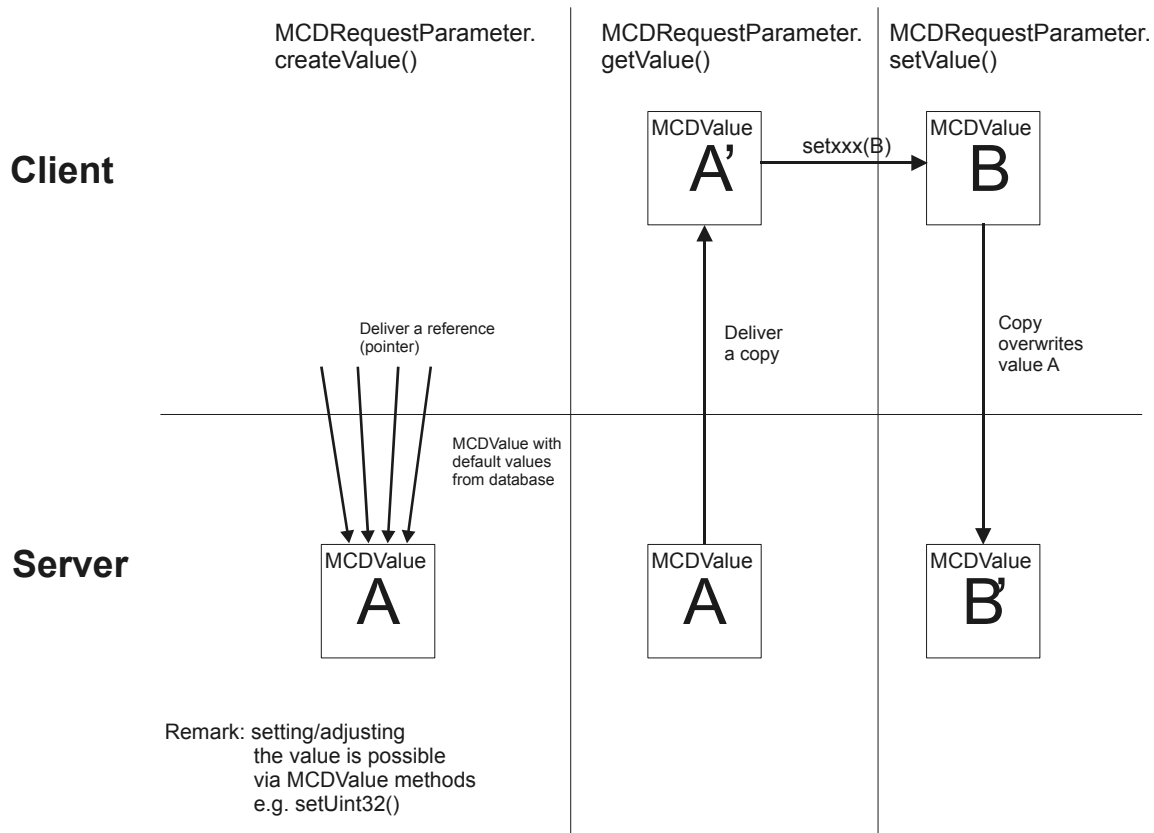 MCDRequestParameter.
createValue()
MCDRequestParameter.
getValue()
MCDRequestParameter.
setValue()
Client
MCDValue
A’
setxxx(B)
MCDValue
B
Deliver a reference
(pointer)
Deliver
a copy
Copy
overwrites
value A
MCDValue with
default values
from database
Server
MCDValue
A
MCDValue
A
MCDValue
B’
Remark: setting/adjusting
the value is possible
via MCDValue methods
e.g. setUint32()